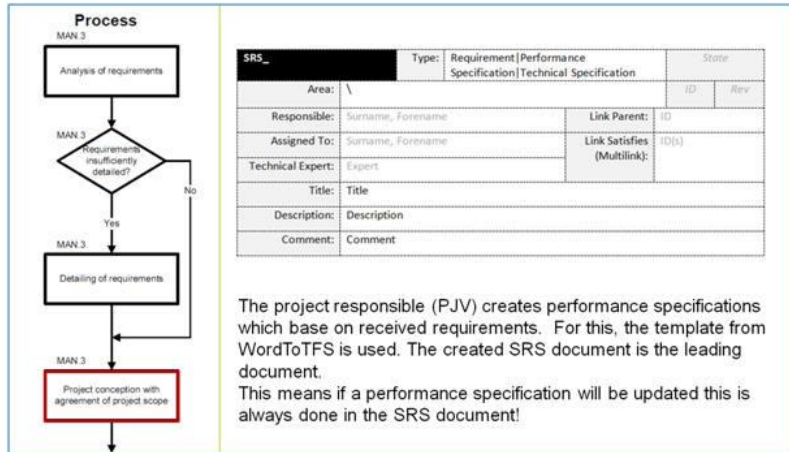 Process
MAN.3
Analysis of requirements
MAN.3
Requirements
insufficiently
detailed?
No
Yes
MAN.3
Detailing of requirements
MAN.3
Project conception with
agreement of project scope
SRS_
Type:
Requirement|Performance
Specification|Technical Specification
State
Area:
\
ID
Rev
Responsible:
Surname, Forename
Link Parent:
ID
Assigned To:
Surname, Forename
Link Satisfies
(Multilink):
ID(s)
Technical Expert:
Expert
Title:
Title
Description:
Description
Comment:
Comment
The project responsible (PJV) creates performance specifications
which base on received requirements. For this, the template from
WordToTFS is used. The created SRS document is the leading
document.
This means if a performance specification will be updated this is
always done in the SRS document!